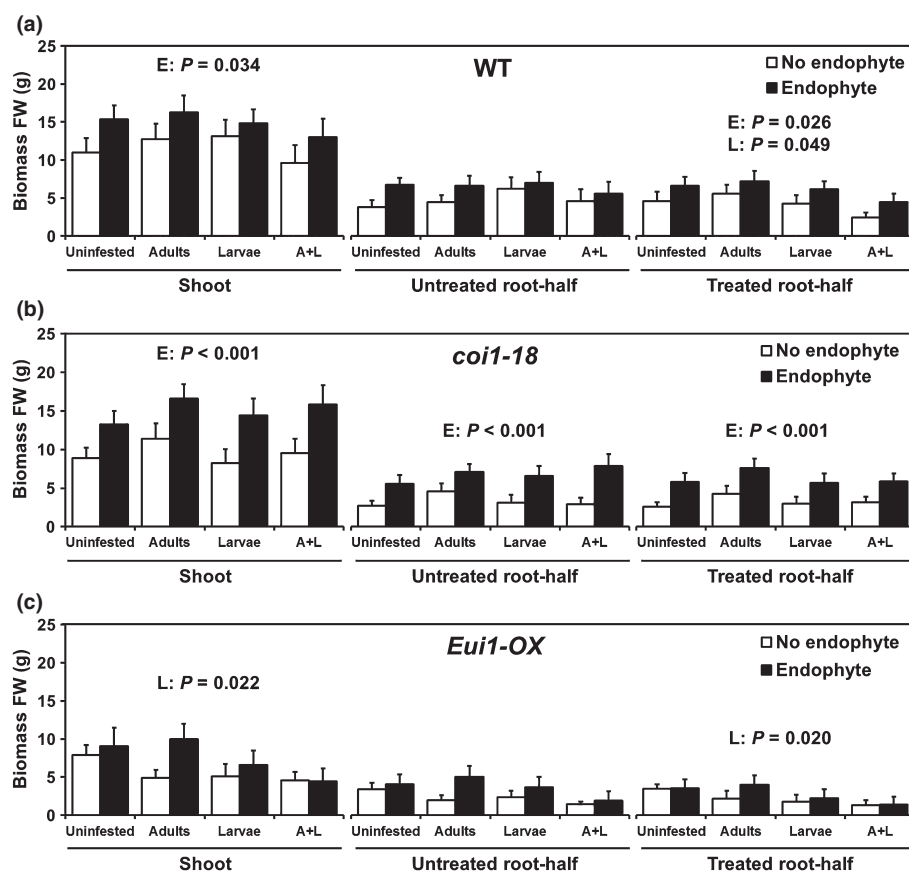 (a)
25
20
15
10
5
0
Biomass FW (g)
E: P = 0.034
WT
No endophyte
Endophyte
E: P = 0.026
L: P = 0.049
Uninfested Adults Larvae A+L Uninfested Adults Larvae A+L Uninfested Adults Larvae A+L
Shoot Untreated root-half Treated root-half
(b)
25
20
15
10
5
0
Biomass FW (g)
E: P < 0.001
coi1-18
No endophyte
Endophyte
E: P < 0.001
E: P < 0.001
Uninfested Adults Larvae A+L Uninfested Adults Larvae A+L Uninfested Adults Larvae A+L
Shoot Untreated root-half Treated root-half
(c)
25
20
15
10
5
0
Biomass FW (g)
Eui1-OX
No endophyte
Endophyte
L: P = 0.022
L: P = 0.020
Uninfested Adults Larvae A+L Uninfested Adults Larvae A+L Uninfested Adults Larvae A+L
Shoot Untreated root-half Treated root-half